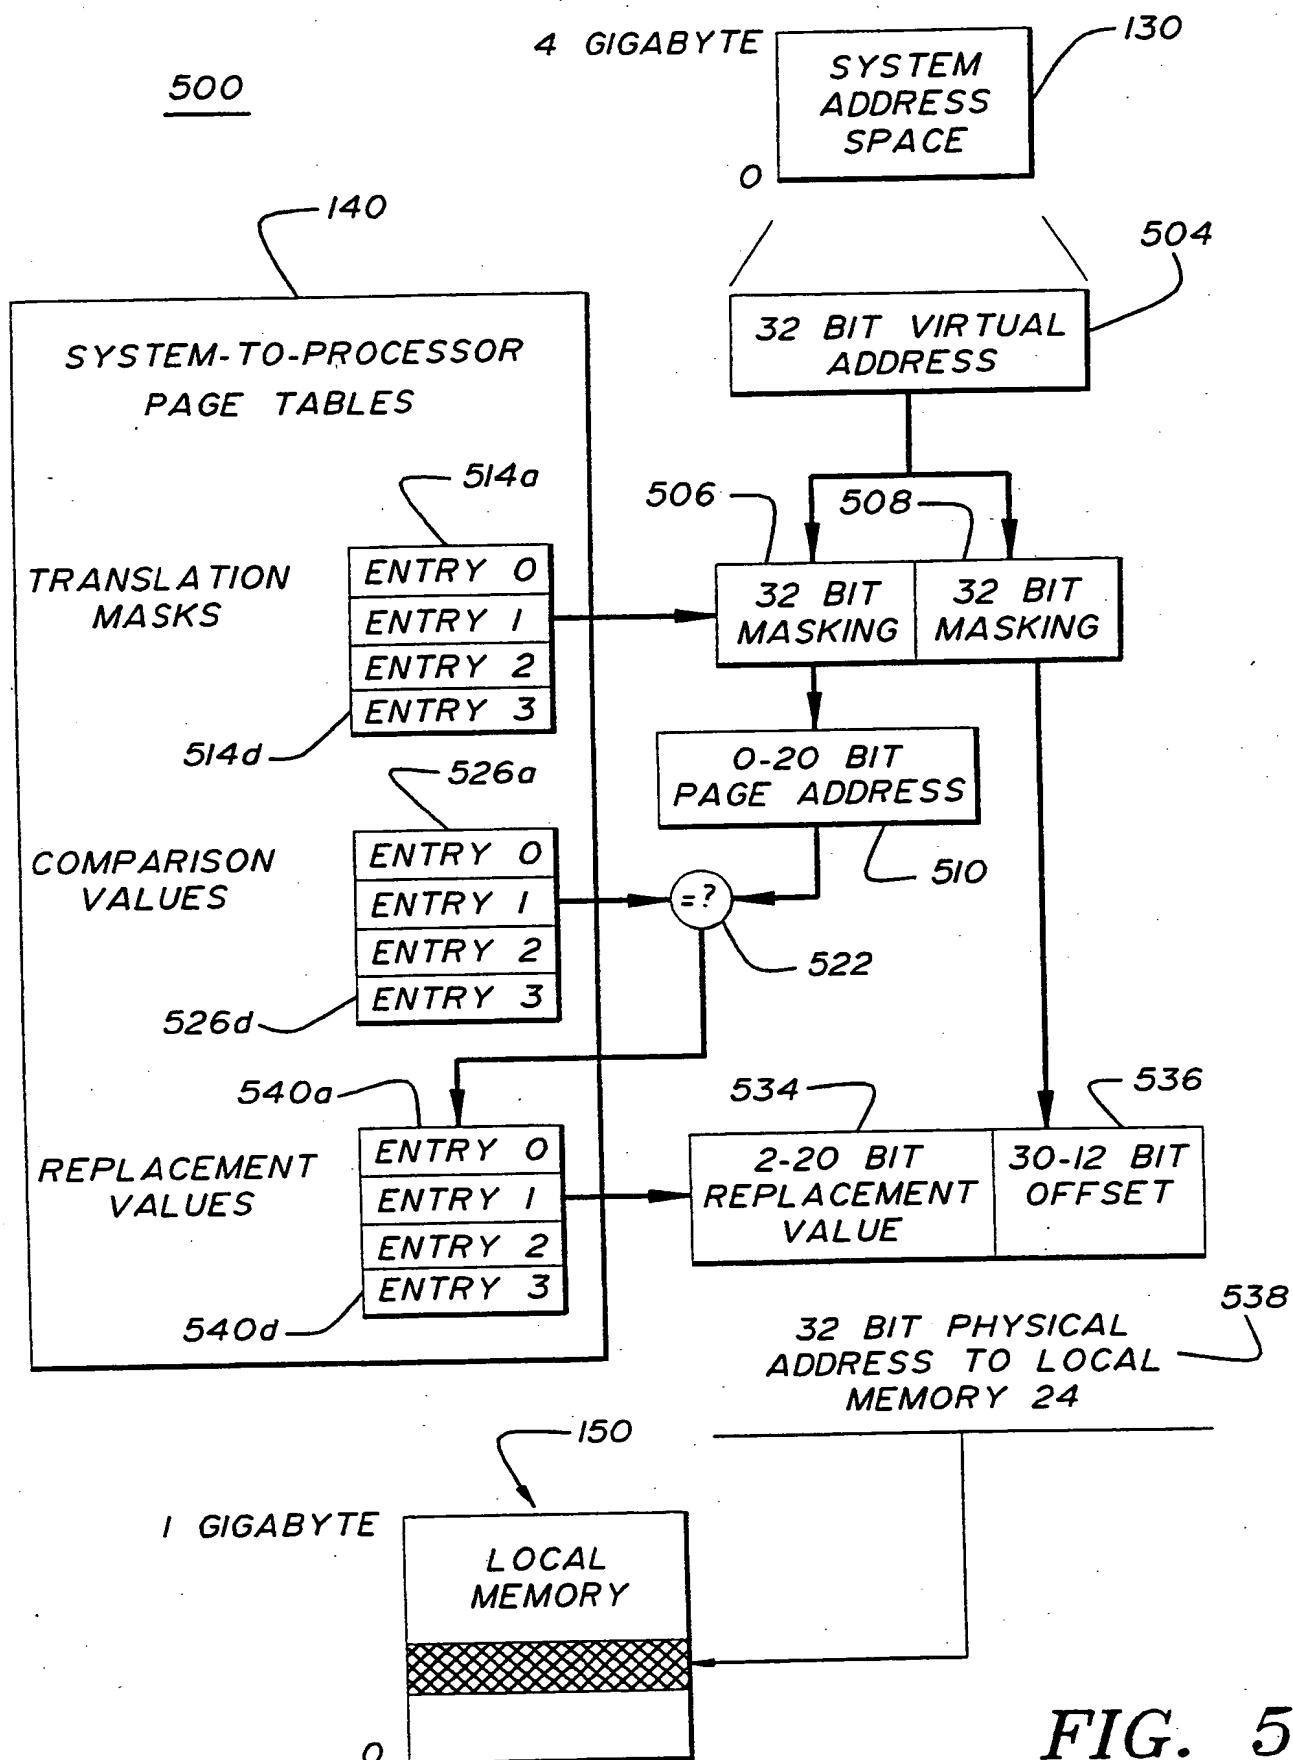 500
4 GIGABYTE
130
SYSTEM
ADDRESS
SPACE
0
140
504
32 BIT VIRTUAL
ADDRESS
SYSTEM-TO-PROCESSOR
PAGE TABLES
514a
506
508
TRANSLATION
MASKS
ENTRY 0
ENTRY 1
ENTRY 2
ENTRY 3
32 BIT
MASKING
32 BIT
MASKING
514d
0-20 BIT
PAGE ADDRESS
526a
510
COMPARISON
VALUES
ENTRY 0
ENTRY 1
ENTRY 2
ENTRY 3
=?
522
526d
540a
534
536
REPLACEMENT
VALUES
ENTRY 0
ENTRY 1
ENTRY 2
ENTRY 3
2-20 BIT
REPLACEMENT
VALUE
30-12 BIT
OFFSET
540d
538
32 BIT PHYSICAL
ADDRESS TO LOCAL
MEMORY 24
150
1 GIGABYTE
LOCAL
MEMORY
0
FIG. 5